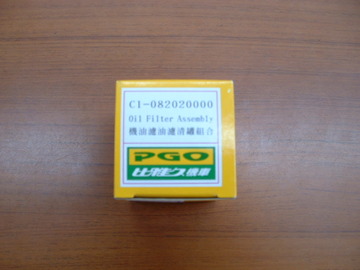 C1-082020000
Oil Filter Assembly
機油濾油濾清罐組合
PGO
比雅久機車